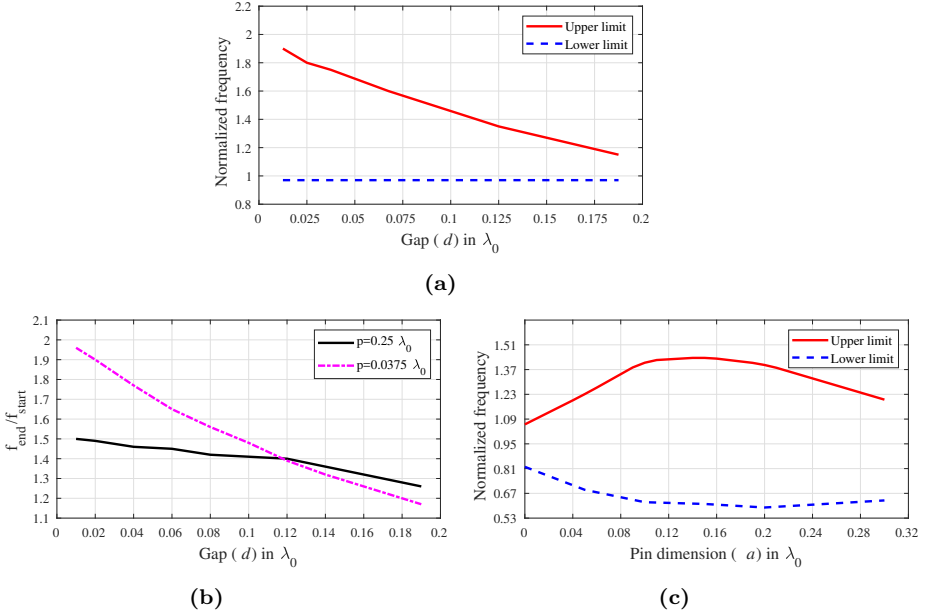 2.2
2
1.8
1.6
1.4
1.2
1
0.8
Normalized frequency
Upper limit
Lower limit
0 0.025 0.05 0.075 0.1 0.125 0.15 0.175 0.2
Gap ( d) in λ0
(a)
2.1
2
1.9
1.8
1.7
1.6
1.5
1.4
1.3
1.2
1.1
fend/fstart
p=0.25 λ0
p=0.0375 λ0
0 0.02 0.04 0.06 0.08 0.1 0.12 0.14 0.16 0.18 0.2
Gap ( d) in λ0
(b)
1.51
1.37
1.23
1.09
0.95
0.81
0.67
0.53
Normalized frequency
Upper limit
Lower limit
0 0.04 0.08 0.12 0.16 0.2 0.24 0.28 0.32
Pin dimension ( a) in λ0
(c)